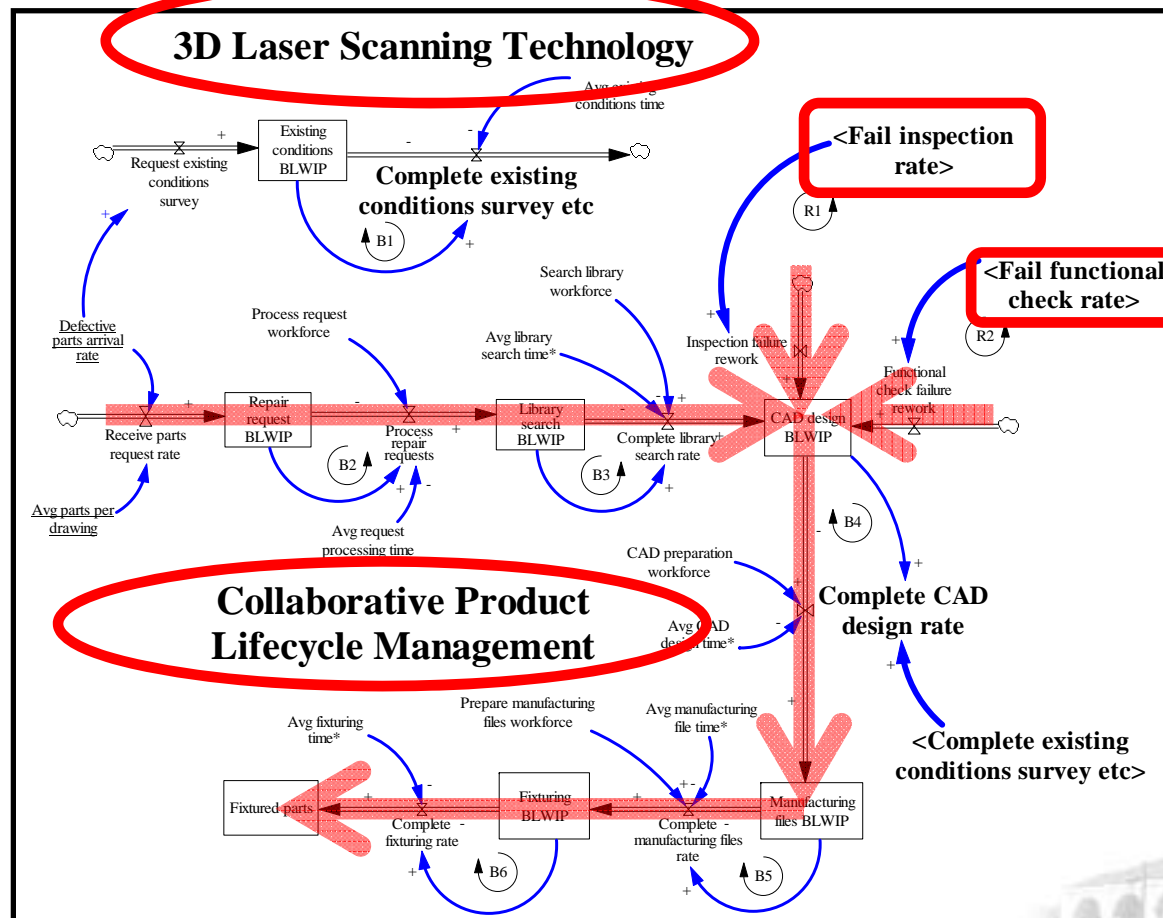 3D Laser Scanning Technology
Avg existing
conditions time
+
-
-
Existing
conditions
BLWIP
Request existing
conditions
survey
Complete existing
conditions survey etc
<Fail inspection
rate>
R1
B1
+
+
Search library
workforce
<Fail functional
check rate>
R2
Process request
workforce
Avg library
search time*
+
Inspection failure
rework
+
Functional
check failure
rework
Defective
parts arrival
rate
+
+
+
-
+
-
-
+
+
+
+
Repair
request
BLWIP
Library
search
BLWIP
CAD design
BLWIP
Receive parts
request rate
Process
repair
requests
Complete library
search rate
+
B2
B3
+
+
-
+
B4
-
Avg parts per
drawing
Avg request
processing time
CAD preparation
workforce
+
+
Collaborative Product
Lifecycle Management
Complete CAD
design rate
Avg CAD
design time*
-
+
+
Prepare manufacturing
files workforce
Avg manufacturing
file time*
Avg fixturing
time*
<Complete existing
conditions survey etc>
-
+
-
+
-
+
-
Fixtured parts
Fixturing
BLWIP
Manufacturing
files BLWIP
Complete
fixturing rate
Complete
manufacturing files
rate
+
B6
+
B5